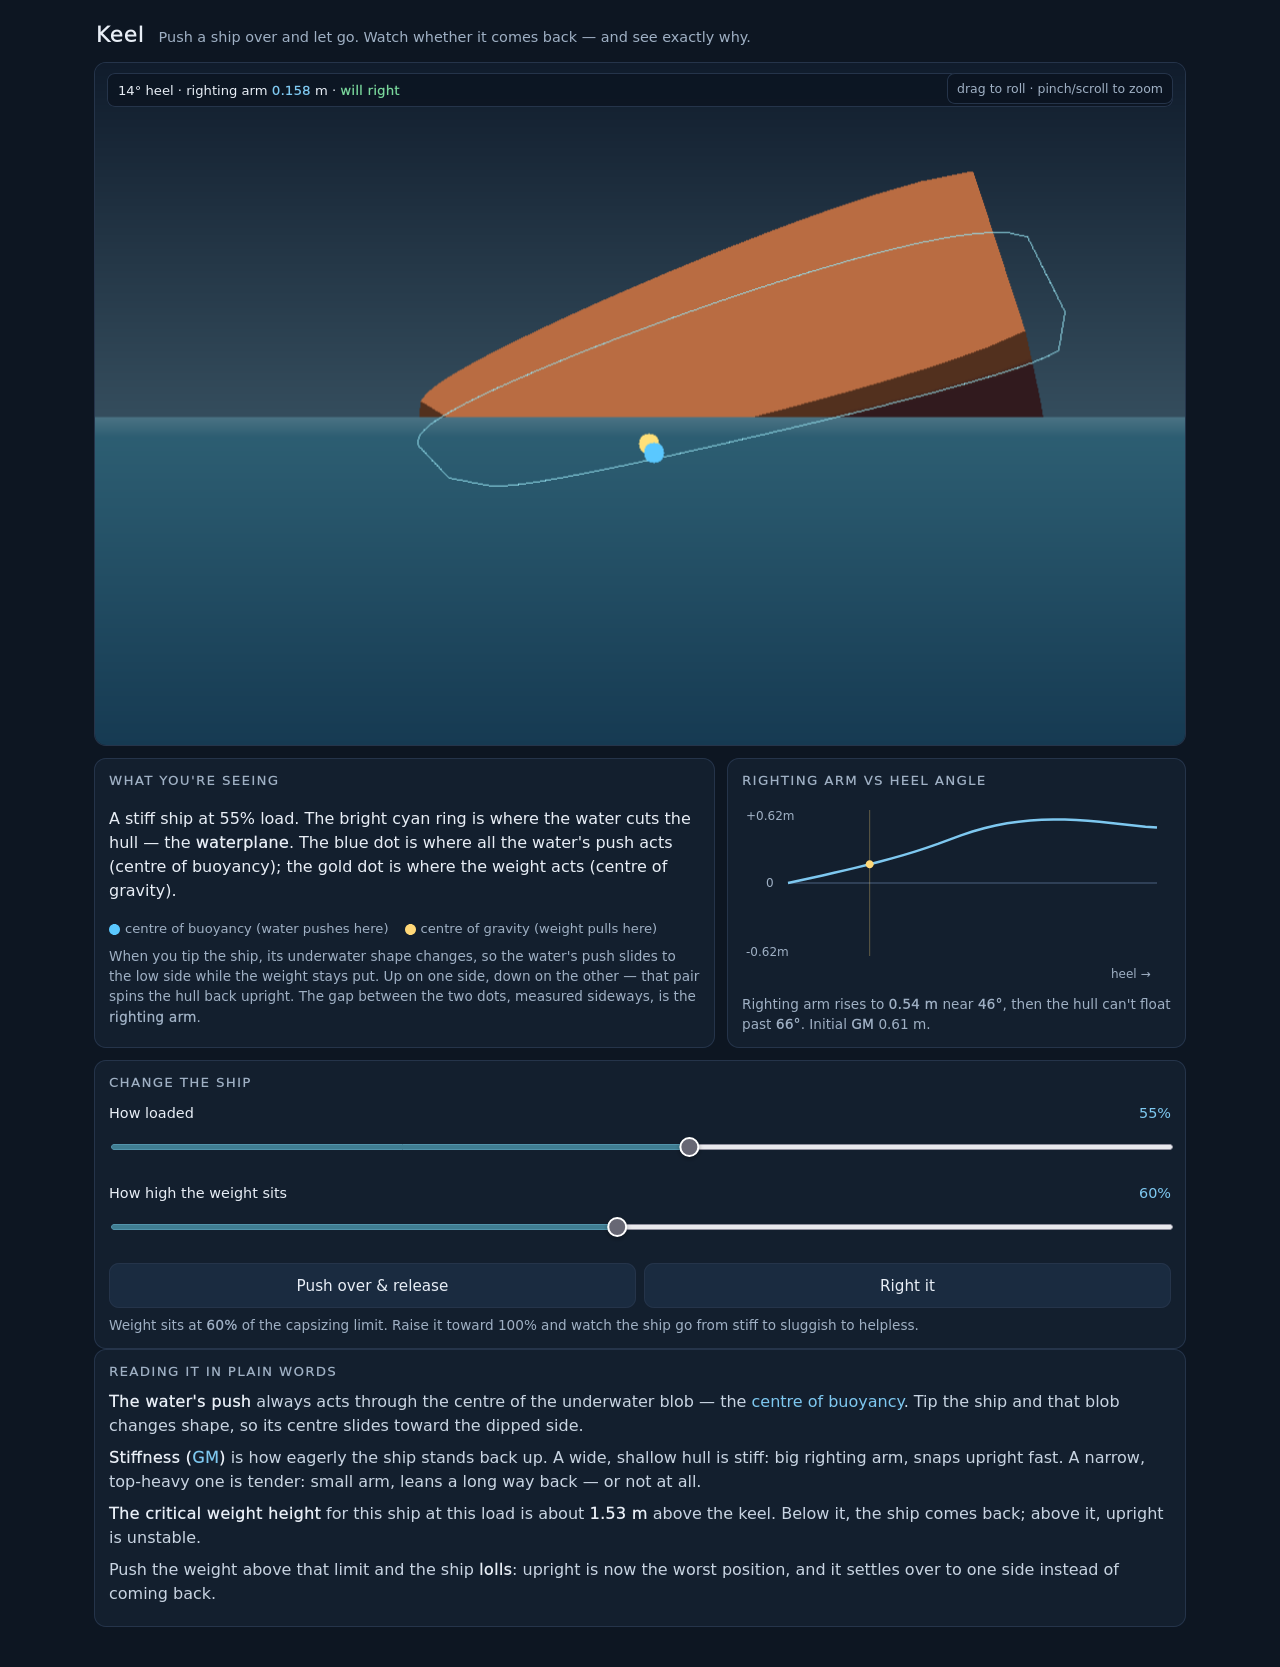 Keel Push a ship over and let go. Watch whether it comes back — and see exactly why.
14° heel · righting arm 0.158 m · will right
drag to roll · pinch/scroll to zoom
WHAT YOU'RE SEEING
A stiff ship at 55% load. The bright cyan ring is where the water cuts the
hull — the waterplane. The blue dot is where all the water's push acts
(centre of buoyancy); the gold dot is where the weight acts (centre of
gravity).
centre of buoyancy (water pushes here) centre of gravity (weight pulls here)
When you tip the ship, its underwater shape changes, so the water's push slides to
the low side while the weight stays put. Up on one side, down on the other — that pair
spins the hull back upright. The gap between the two dots, measured sideways, is the
righting arm.
RIGHTING ARM VS HEEL ANGLE
+0.62m
0
-0.62m
heel →
Righting arm rises to 0.54 m near 46°, then the hull can't float
past 66°. Initial GM 0.61 m.
CHANGE THE SHIP
How loaded 55%
How high the weight sits 60%
Push over & release Right it
Weight sits at 60% of the capsizing limit. Raise it toward 100% and watch the ship go from stiff to sluggish to helpless.
READING IT IN PLAIN WORDS
The water's push always acts through the centre of the underwater blob — the centre of buoyancy. Tip the ship and that blob
changes shape, so its centre slides toward the dipped side.
Stiffness (GM) is how eagerly the ship stands back up. A wide, shallow hull is stiff: big righting arm, snaps upright fast. A narrow,
top-heavy one is tender: small arm, leans a long way back — or not at all.
The critical weight height for this ship at this load is about 1.53 m above the keel. Below it, the ship comes back; above it, upright
is unstable.
Push the weight above that limit and the ship lolls: upright is now the worst position, and it settles over to one side instead of
coming back.